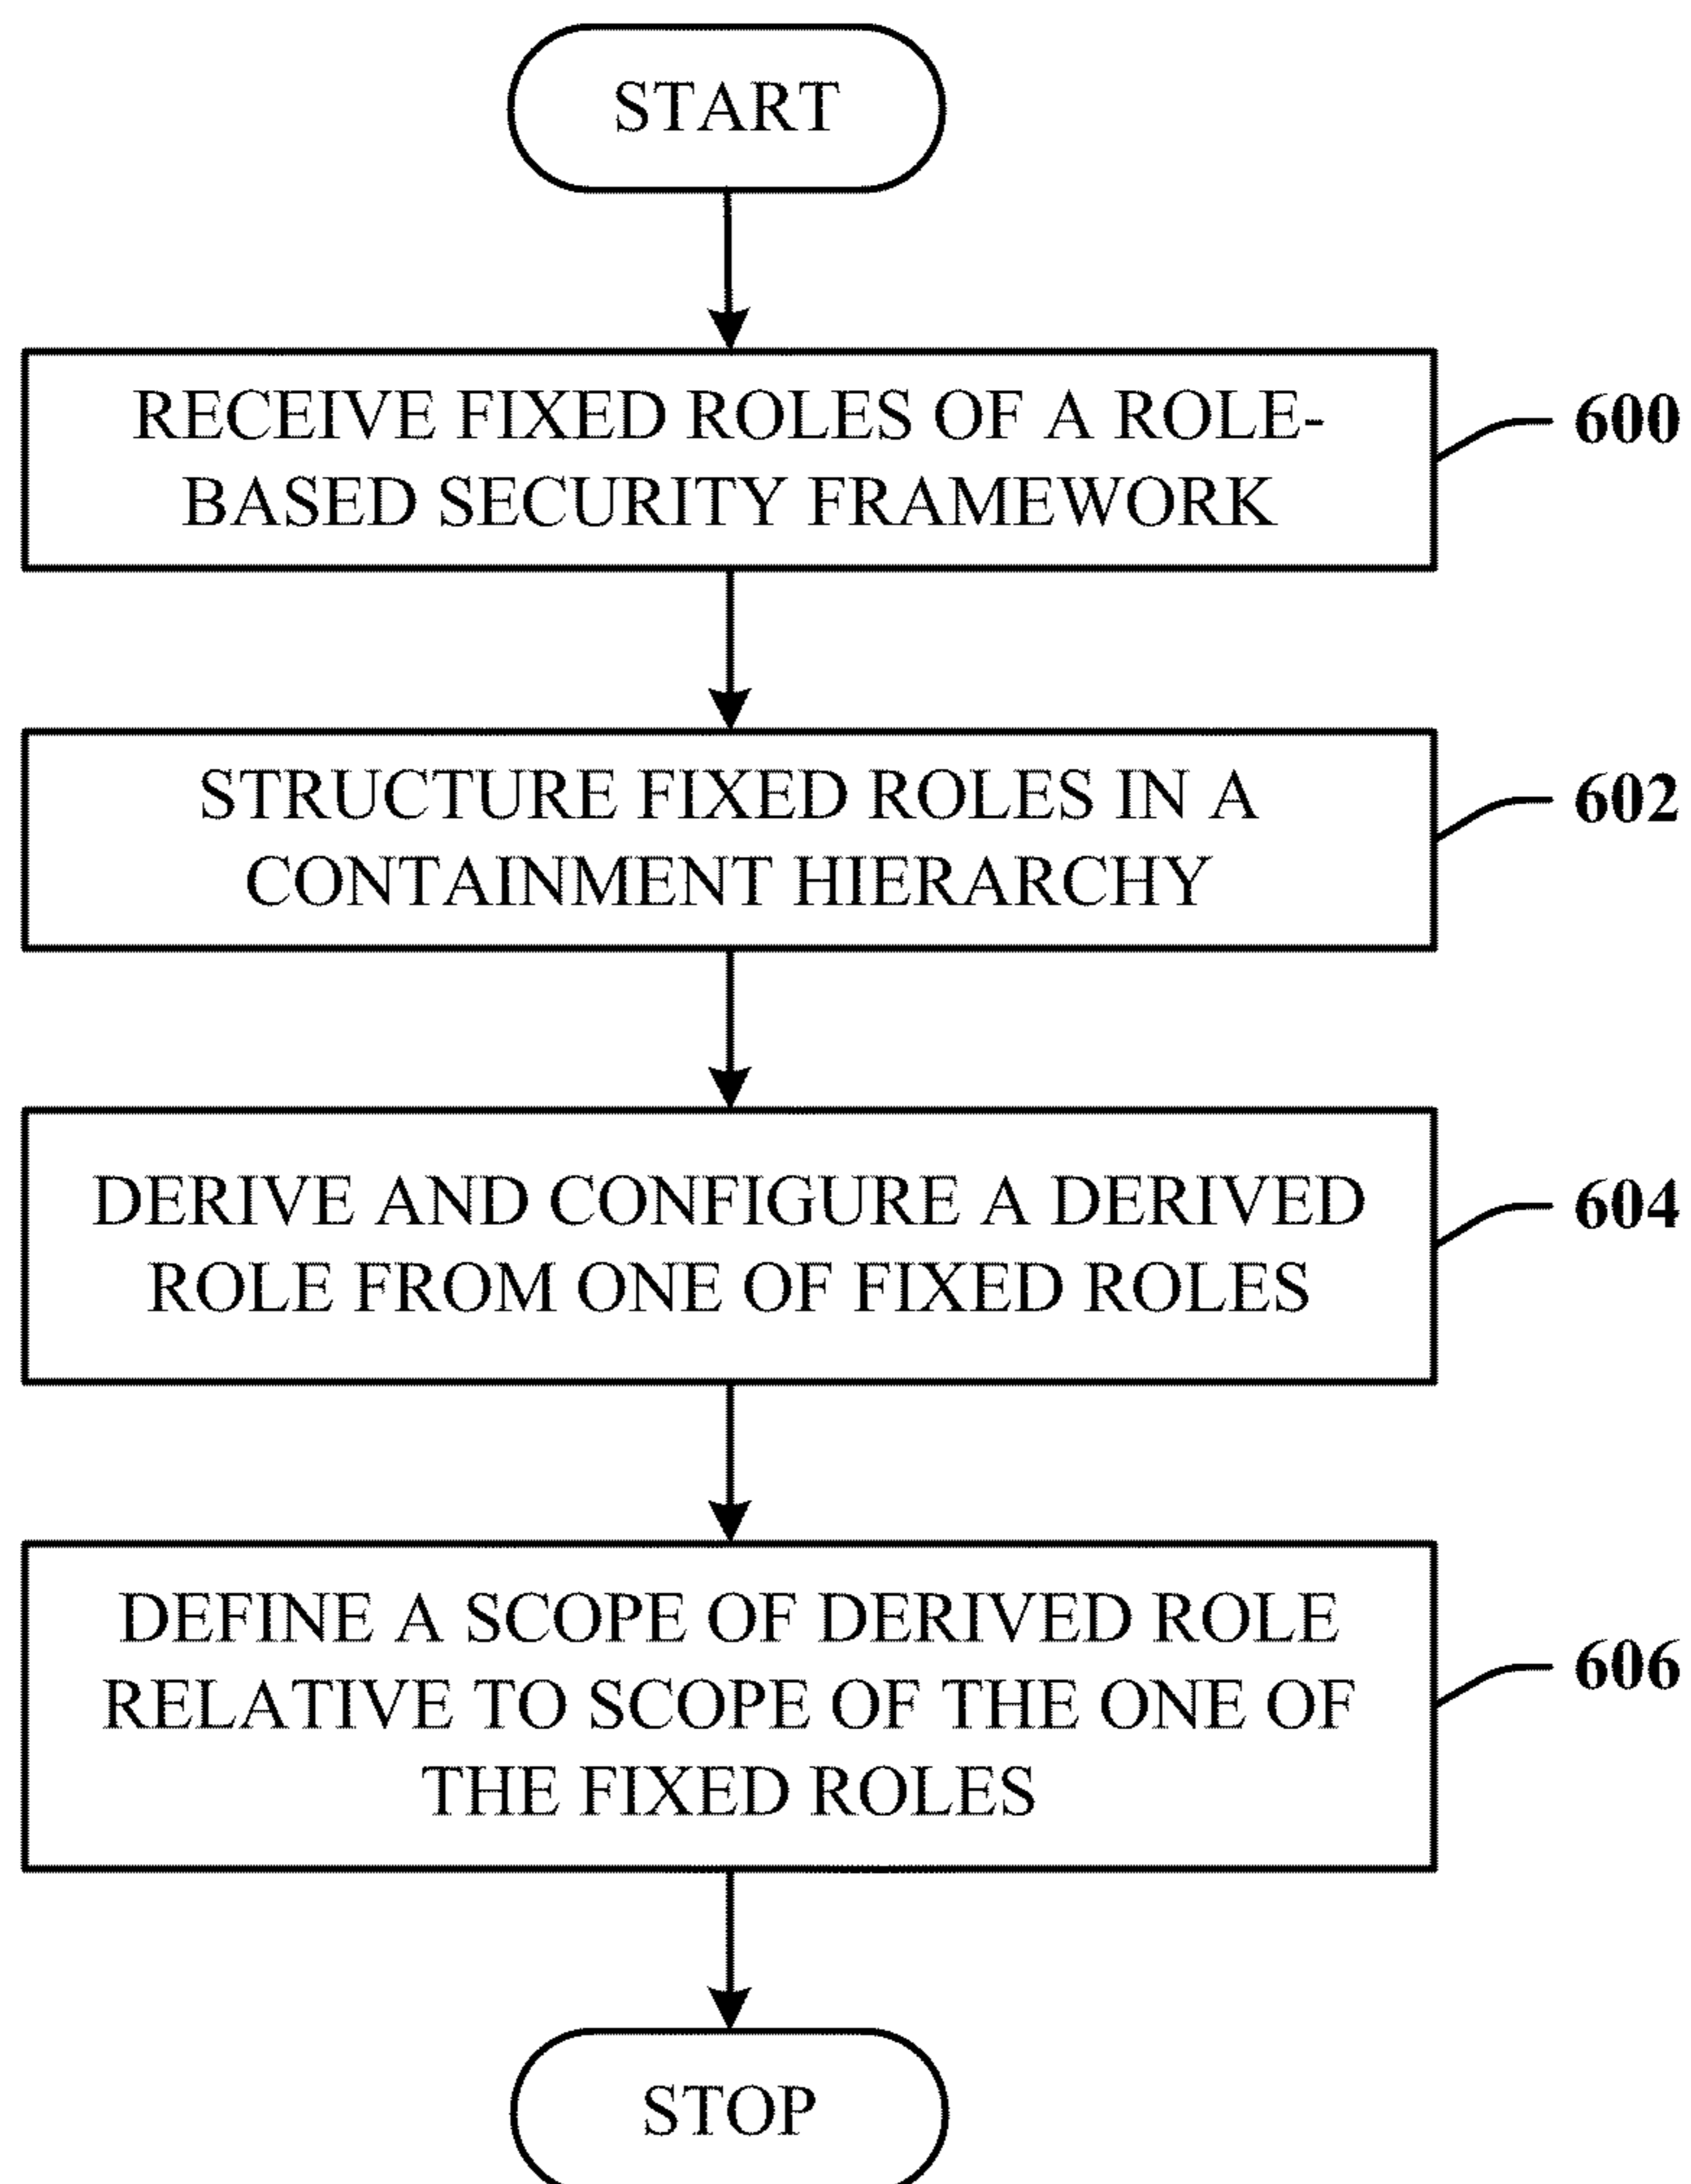 START
RECEIVE FIXED ROLES OF A ROLE-
BASED SECURITY FRAMEWORK
600
STRUCTURE FIXED ROLES IN A
CONTAINMENT HIERARCHY
602
DERIVE AND CONFIGURE A DERIVED
ROLE FROM ONE OF FIXED ROLES
604
DEFINE A SCOPE OF DERIVED ROLE
RELATIVE TO SCOPE OF THE ONE OF
THE FIXED ROLES
606
STOP